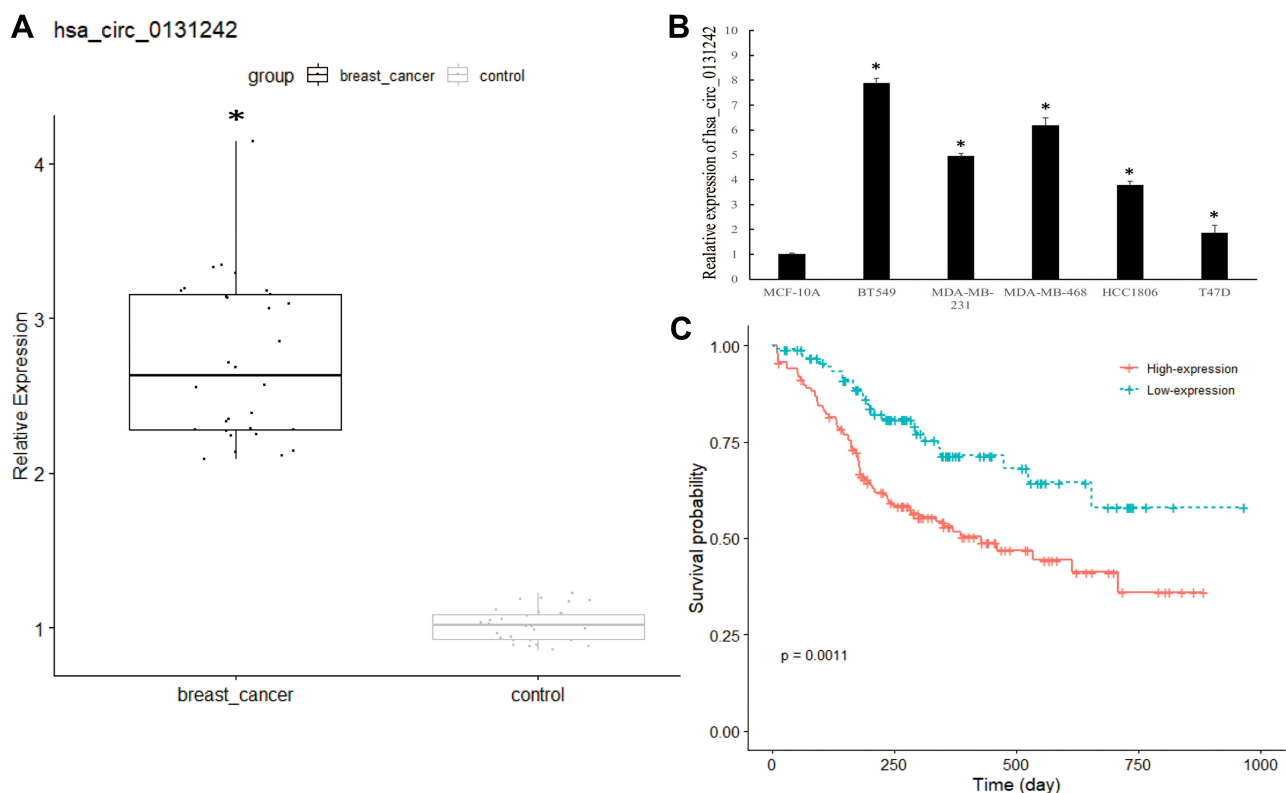 A hsa_circ_0131242
group breast_cancer control
*
4
3
2
1
Relative Expression
breast_cancer control
B
Realative expression of hsa_circ_0131242
10
9
8
7
6
5
4
3
2
1
0
* * * * *
MCF-10A BT549 MDA-MB- MDA-MB-468 HCC1806 T47D
231
C
High-expression
Low-expression
1.00
0.75
0.50
0.25
0.00
Survival probability
p = 0.0011
0 250 500 750 1000
Time (day)